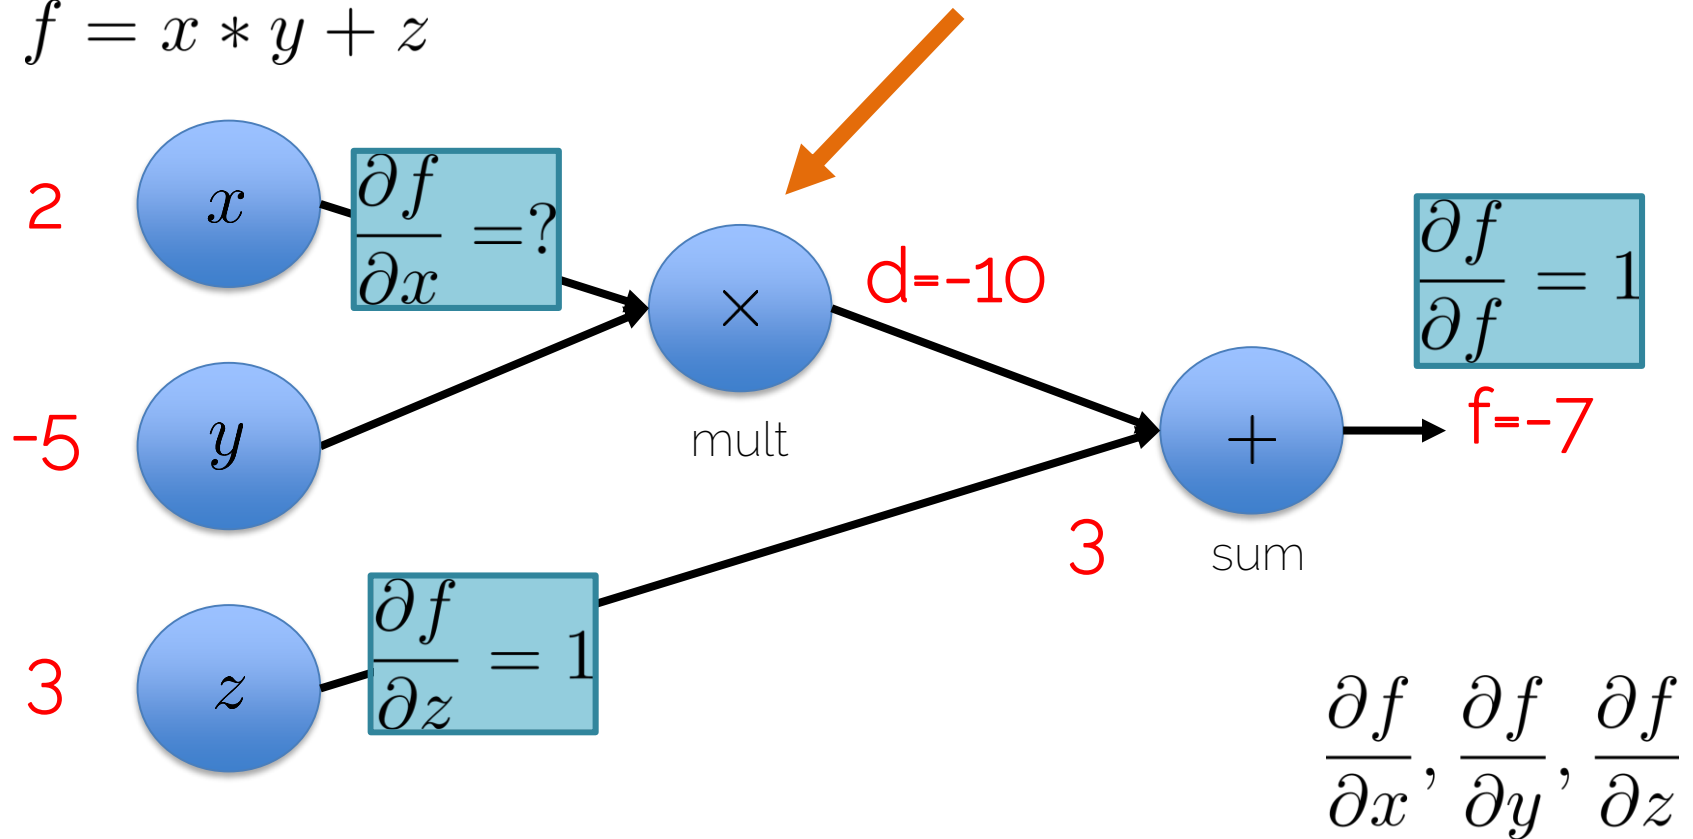 f = x * y + z
2
x
∂f/∂x =?
×
mult
d=-10
∂f/∂f = 1
-5
y
+
sum
f=-7
3
3
z
∂f/∂z = 1
∂f/∂x, ∂f/∂y, ∂f/∂z